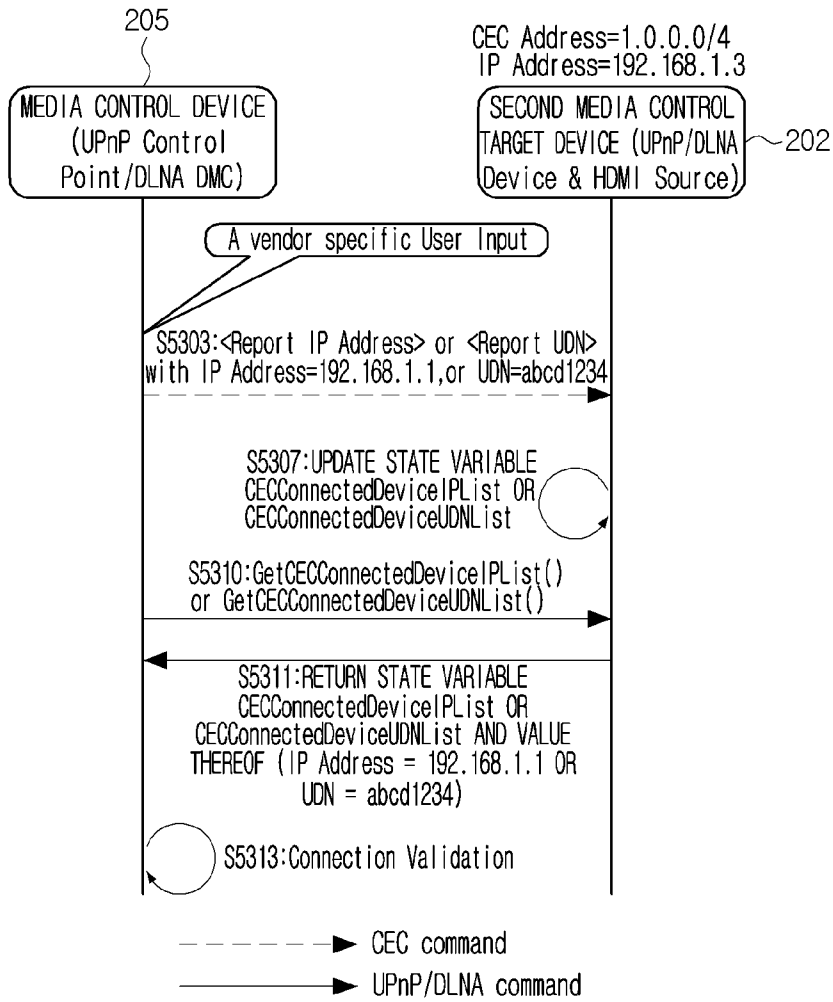 205
CEC Address=1.0.0.0/4
IP Address=192.168.1.3
MEDIA CONTROL DEVICE
(UPnP Control
Point/DLNA DMC)
SECOND MEDIA CONTROL
TARGET DEVICE (UPnP/DLNA
Device & HDMI Source)
202
A vendor specific User Input
S5303:<Report IP Address> or <Report UDN>
with IP Address=192.168.1.1,or UDN=abcd1234
S5307:UPDATE STATE VARIABLE
CECConnectedDeviceIPList OR
CECConnectedDeviceUDNList
S5310:GetCECConnectedDeviceIPList()
or GetCECConnectedDeviceUDNList()
S5311:RETURN STATE VARIABLE
CECConnectedDeviceIPList OR
CECConnectedDeviceUDNList AND VALUE
THEREOF (IP Address = 192.168.1.1 OR
UDN = abcd1234)
S5313:Connection Validation
CEC command
UPnP/DLNA command